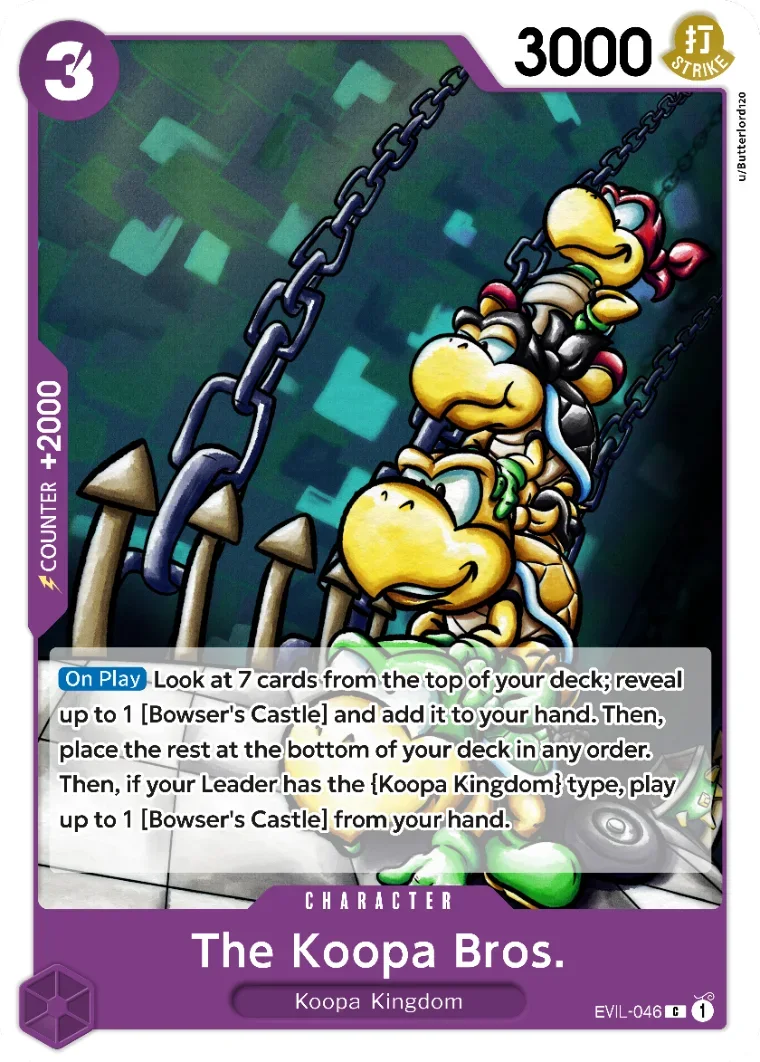 3
3000
打
STRIKE
u/Butterlord120
COUNTER +2000
On Play Look at 7 cards from the top of your deck; reveal
up to 1 [Bowser's Castle] and add it to your hand. Then,
place the rest at the bottom of your deck in any order.
Then, if your Leader has the {Koopa Kingdom} type, play
up to 1 [Bowser's Castle] from your hand.
CHARACTER
The Koopa Bros.
Koopa Kingdom
EVIL-046 C 1